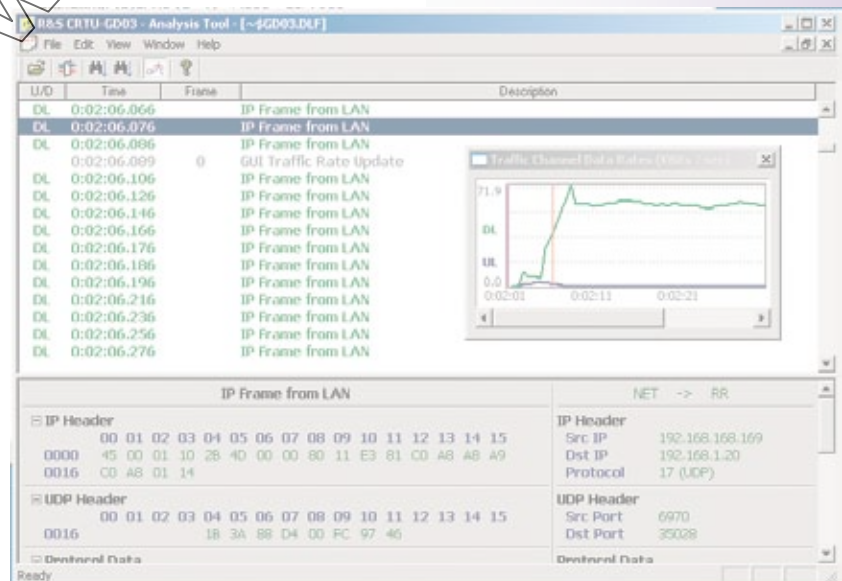 R&S CRTU-GD03 - Analysis Tool - [~$GD03.DLF]
File Edit View Window Help
U/D Time Frame Description
DL 0:02:06.066 IP Frame from LAN
DL 0:02:06.076 IP Frame from LAN
DL 0:02:06.086 IP Frame from LAN
0:02:06.089 0 GUI Traffic Rate Update
DL 0:02:06.106 IP Frame from LAN
DL 0:02:06.126 IP Frame from LAN
DL 0:02:06.146 IP Frame from LAN
DL 0:02:06.166 IP Frame from LAN
DL 0:02:06.176 IP Frame from LAN
DL 0:02:06.186 IP Frame from LAN
DL 0:02:06.196 IP Frame from LAN
DL 0:02:06.216 IP Frame from LAN
DL 0:02:06.236 IP Frame from LAN
DL 0:02:06.256 IP Frame from LAN
DL 0:02:06.276 IP Frame from LAN
Traffic Channel Data Rates
71.9
DL
UL
0.0
0:02:01 0:02:11 0:02:21
IP Frame from LAN
IP Header
00 01 02 03 04 05 06 07 08 09 10 11 12 13 14 15
0000 45 00 01 10 2B 4D 00 00 80 11 E3 81 C0 A8 A8 A9
0016 C0 A8 01 14
UDP Header
00 01 02 03 04 05 06 07 08 09 10 11 12 13 14 15
0016 1B 3A 88 D4 00 FC 97 46
Protocol Data
NET -> RR
IP Header
Src IP 192.168.168.169
Dst IP 192.168.1.20
Protocol 17 (UDP)
UDP Header
Src Port 6970
Dst Port 35028
Protocol Data
Ready